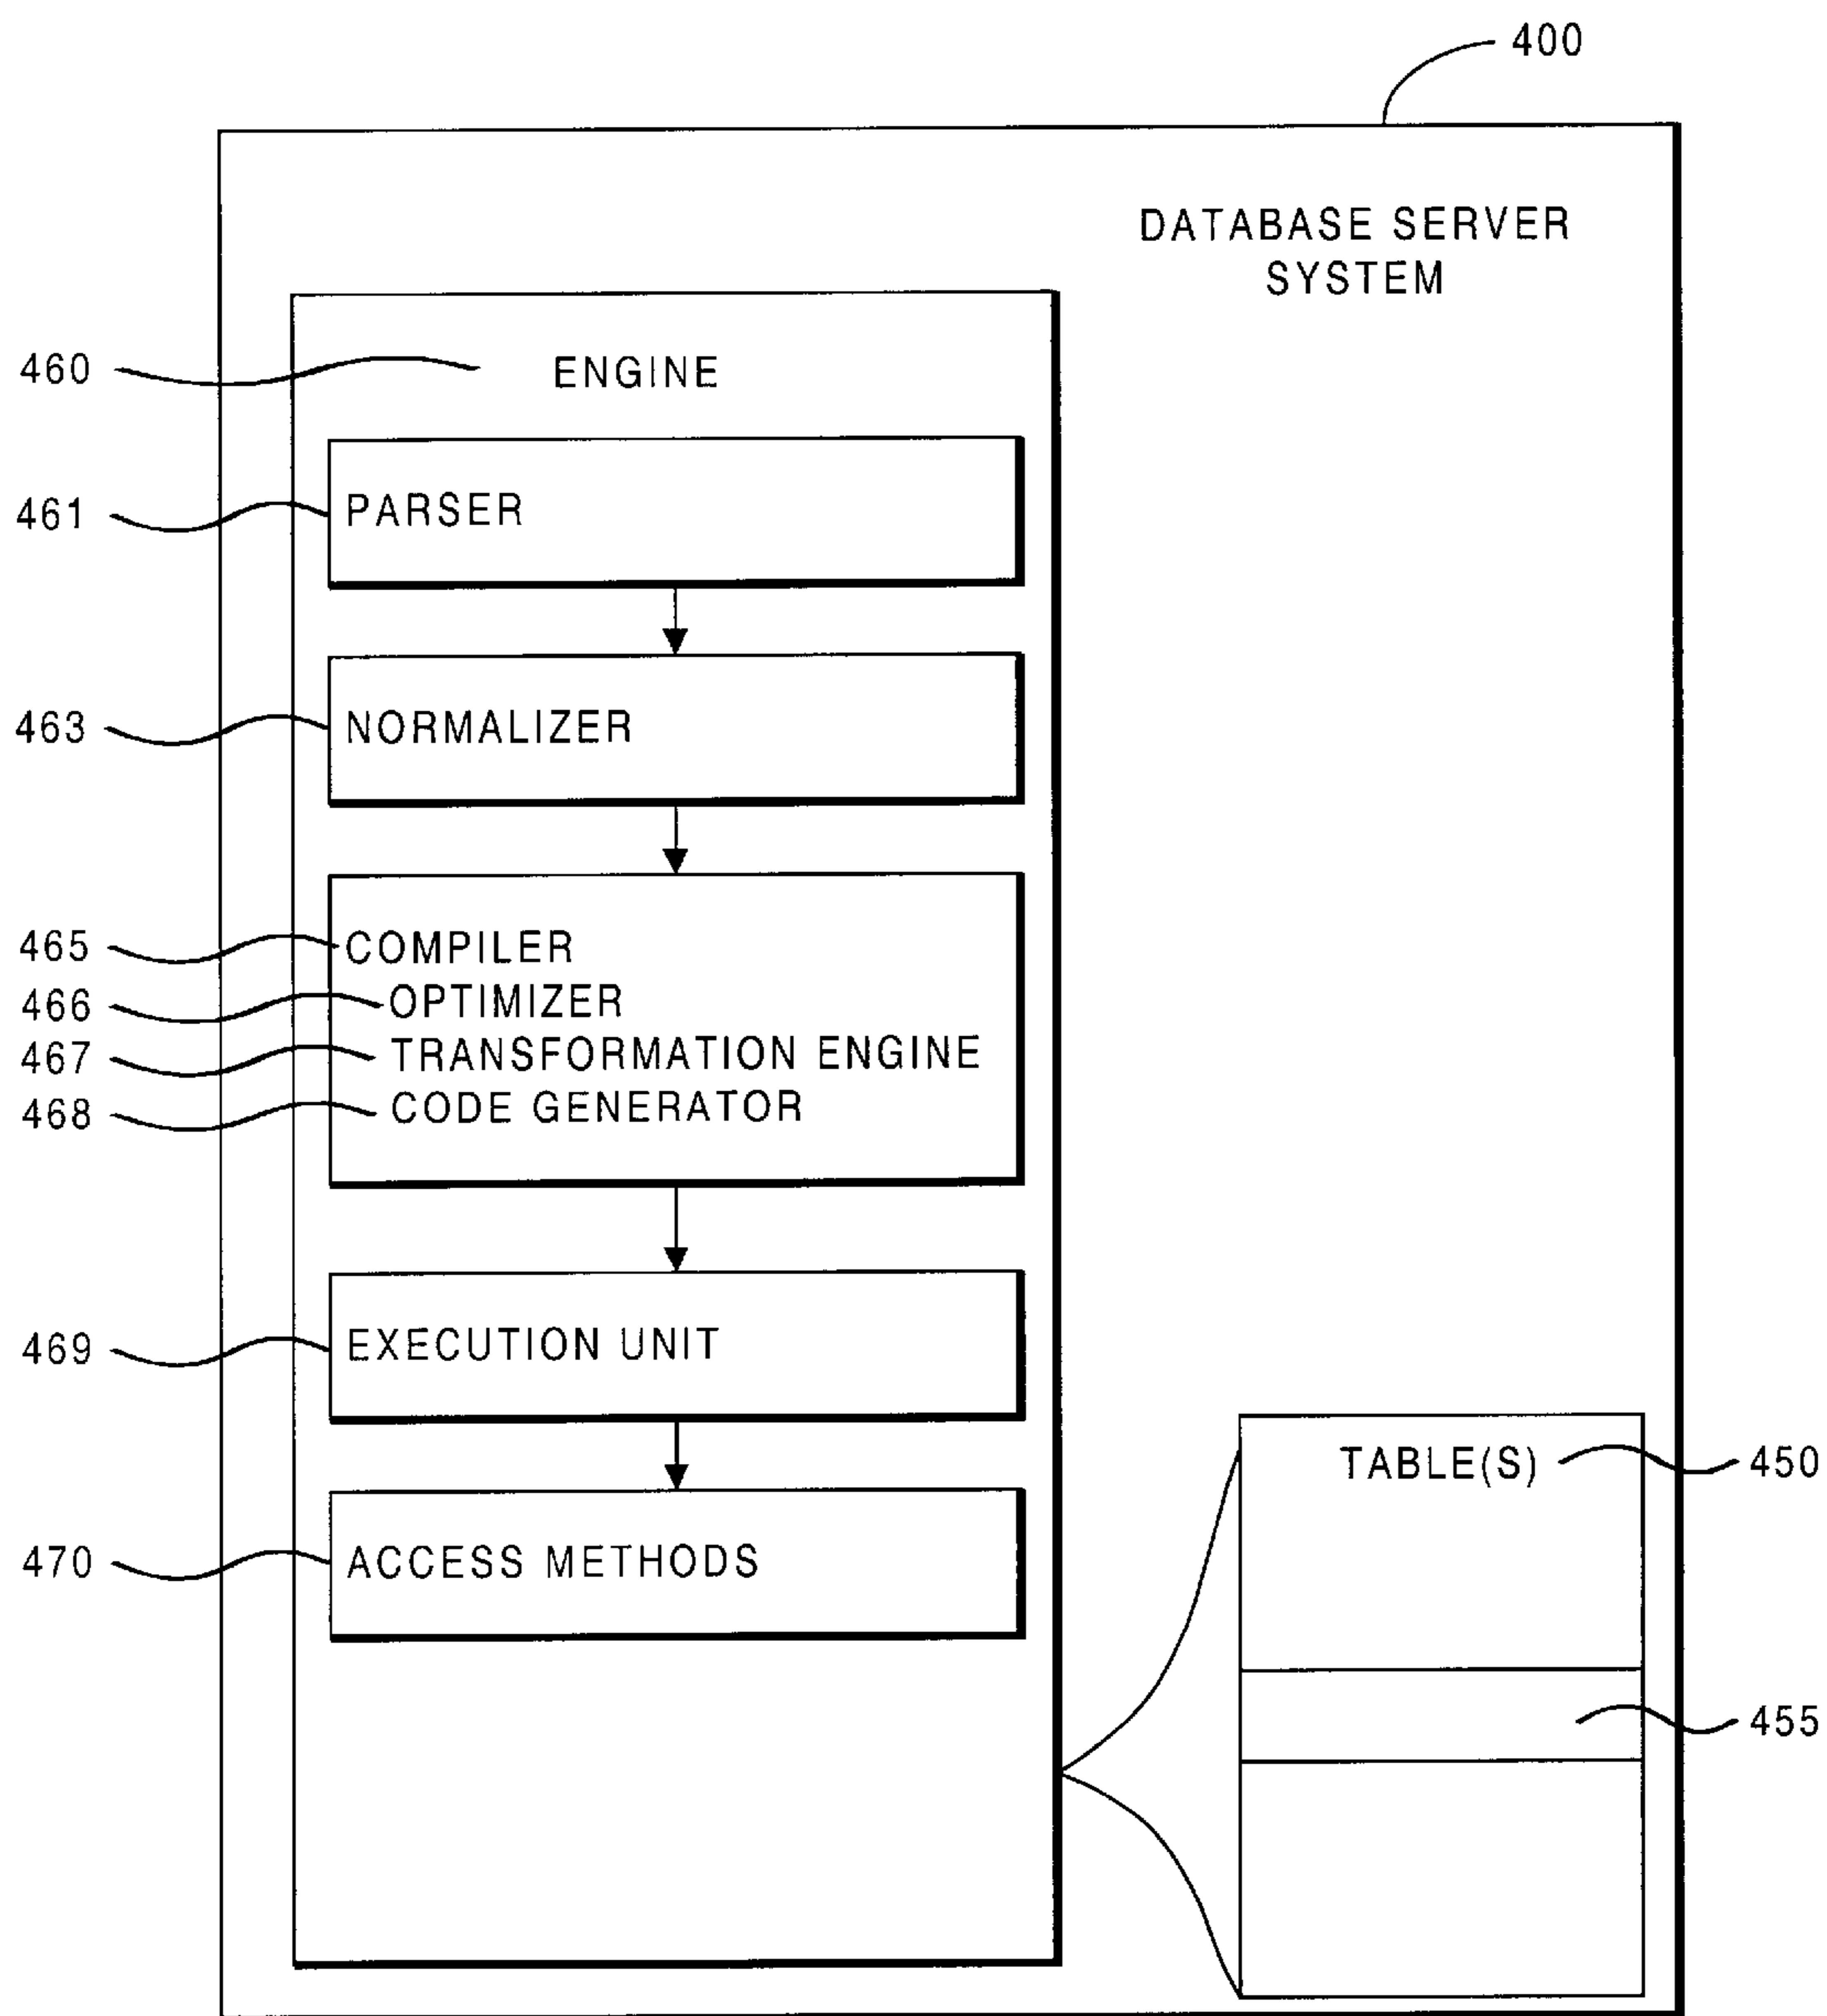 400
DATABASE SERVER
SYSTEM
460
ENGINE
461
PARSER
463
NORMALIZER
465
COMPILER
466
OPTIMIZER
467
TRANSFORMATION ENGINE
468
CODE GENERATOR
469
EXECUTION UNIT
TABLE(S)
450
470
ACCESS METHODS
455